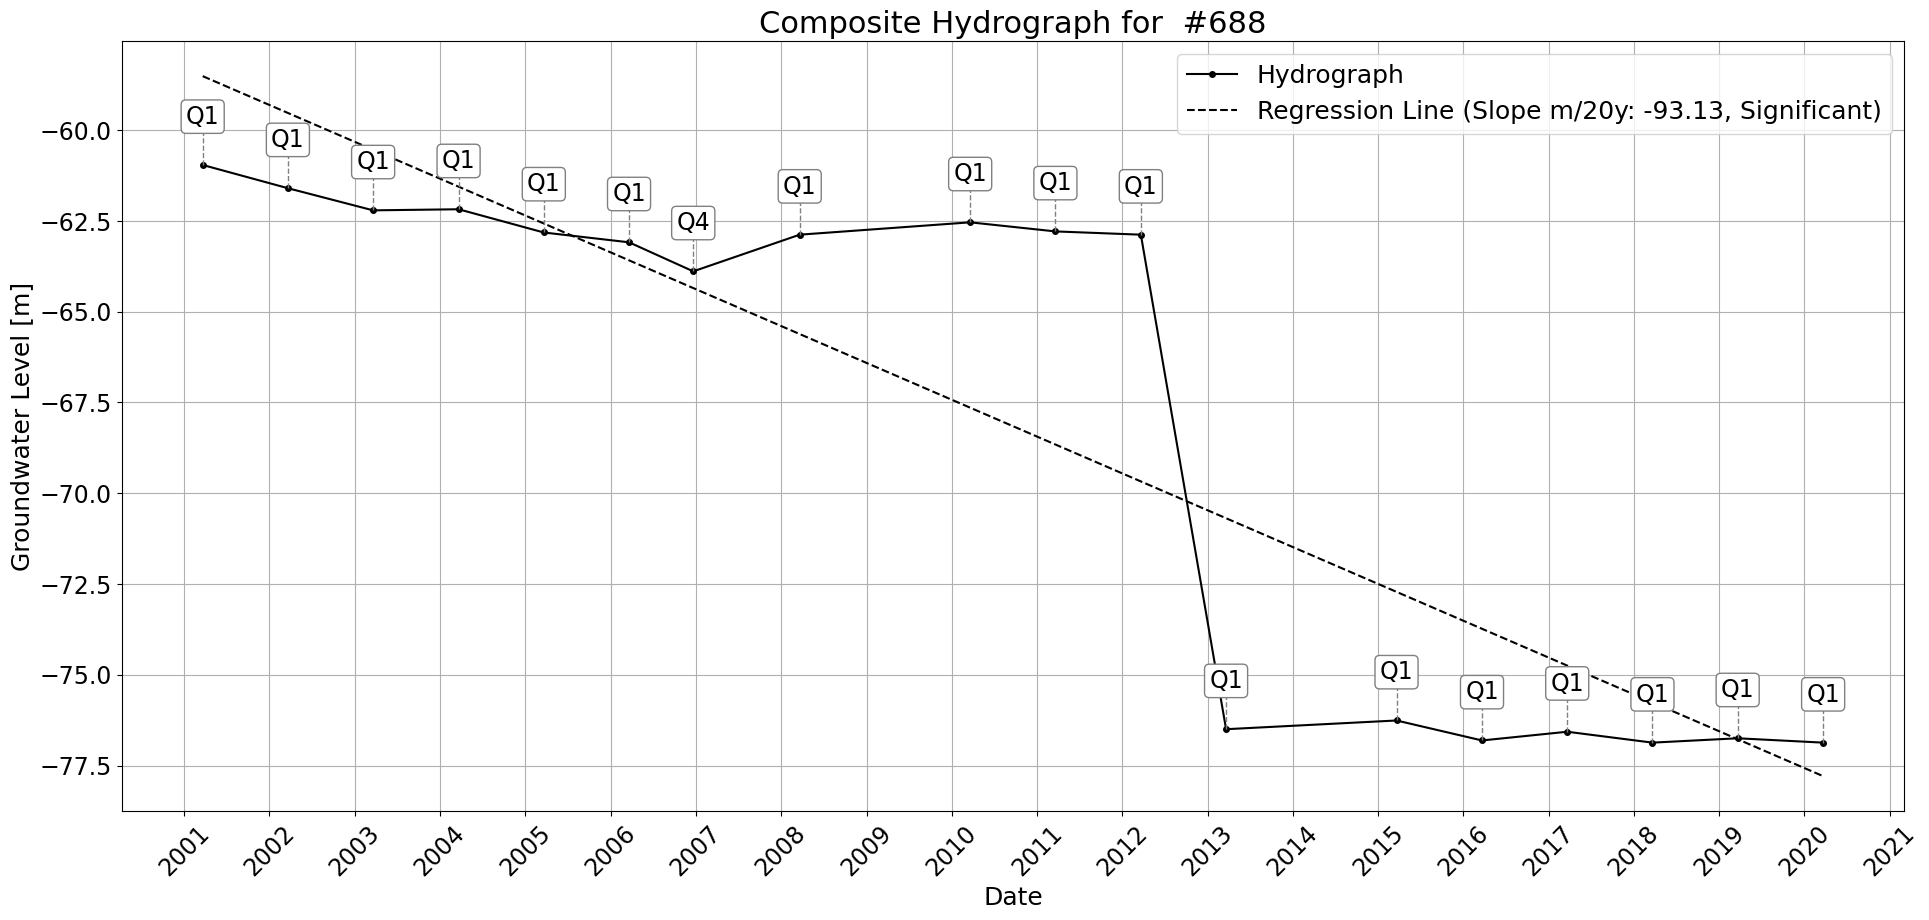 Composite Hydrograph for  #688
Hydrograph
Regression Line (Slope m/20y: -93.13, Significant)
Groundwater Level [m]
−60.0
−62.5
−65.0
−67.5
−70.0
−72.5
−75.0
−77.5
Q1
Q1
Q1
Q1
Q1
Q1
Q4
Q1
Q1
Q1
Q1
Q1
Q1
Q1
Q1
Q1
Q1
Q1
2001
2002
2003
2004
2005
2006
2007
2008
2009
2010
2011
2012
2013
2014
2015
2016
2017
2018
2019
2020
2021
Date